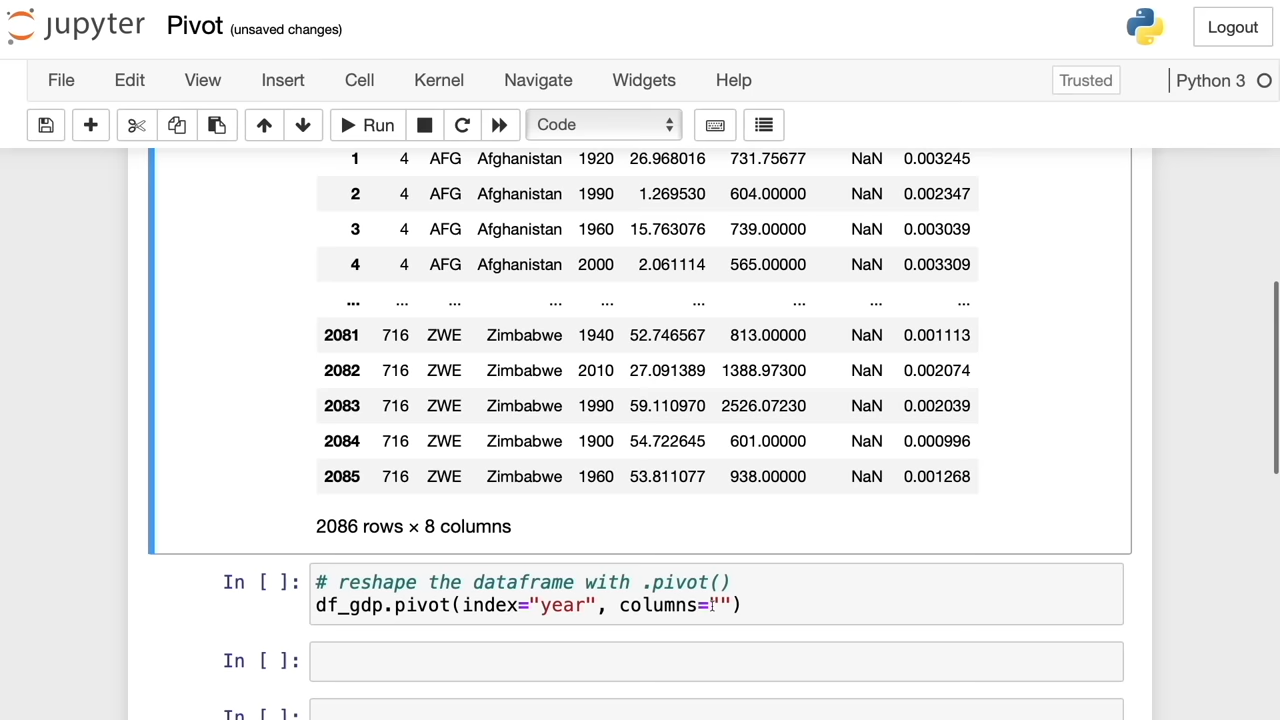 jupyter Pivot (unsaved changes) Logout
File Edit View Insert Cell Kernel Navigate Widgets Help Trusted Python 3
Run Code
1 4 AFG Afghanistan 1920 26.968016 731.75677 NaN 0.003245
2 4 AFG Afghanistan 1990 1.269530 604.00000 NaN 0.002347
3 4 AFG Afghanistan 1960 15.763076 739.00000 NaN 0.003039
4 4 AFG Afghanistan 2000 2.061114 565.00000 NaN 0.003309
... ... ... ... ... ... ... ... ...
2081 716 ZWE Zimbabwe 1940 52.746567 813.00000 NaN 0.001113
2082 716 ZWE Zimbabwe 2010 27.091389 1388.97300 NaN 0.002074
2083 716 ZWE Zimbabwe 1990 59.110970 2526.07230 NaN 0.002039
2084 716 ZWE Zimbabwe 1900 54.722645 601.00000 NaN 0.000996
2085 716 ZWE Zimbabwe 1960 53.811077 938.00000 NaN 0.001268
2086 rows × 8 columns
In [ ]: # reshape the dataframe with .pivot()
df_gdp.pivot(index="year", columns="")
In [ ]:
In [ ]: